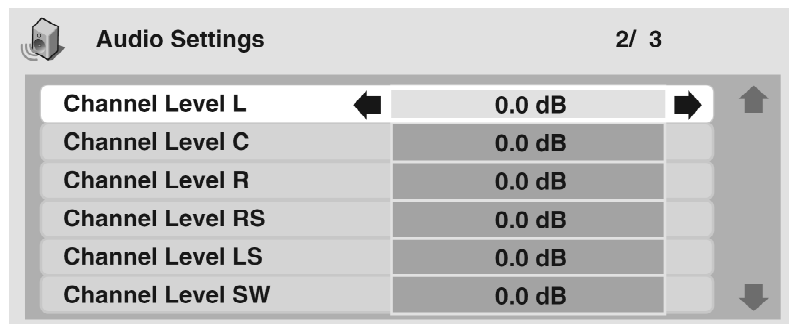 Audio Settings 2/ 3
Channel Level L 0.0 dB
Channel Level C 0.0 dB
Channel Level R 0.0 dB
Channel Level RS 0.0 dB
Channel Level LS 0.0 dB
Channel Level SW 0.0 dB